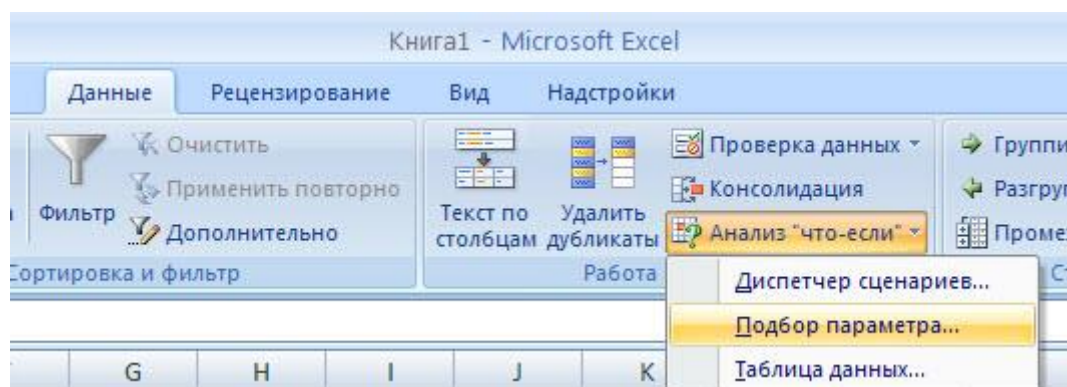 Книга1 - Microsoft Excel
Данные Рецензирование Вид Надстройки
Очистить
Применить повторно
Дополнительно
Фильтр
Сортировка и фильтр
Текст по столбцам
Удалить дубликаты
Проверка данных
Консолидация
Анализ "что-если"
Работа
Диспетчер сценариев...
Подбор параметра...
Таблица данных...
G H I J K